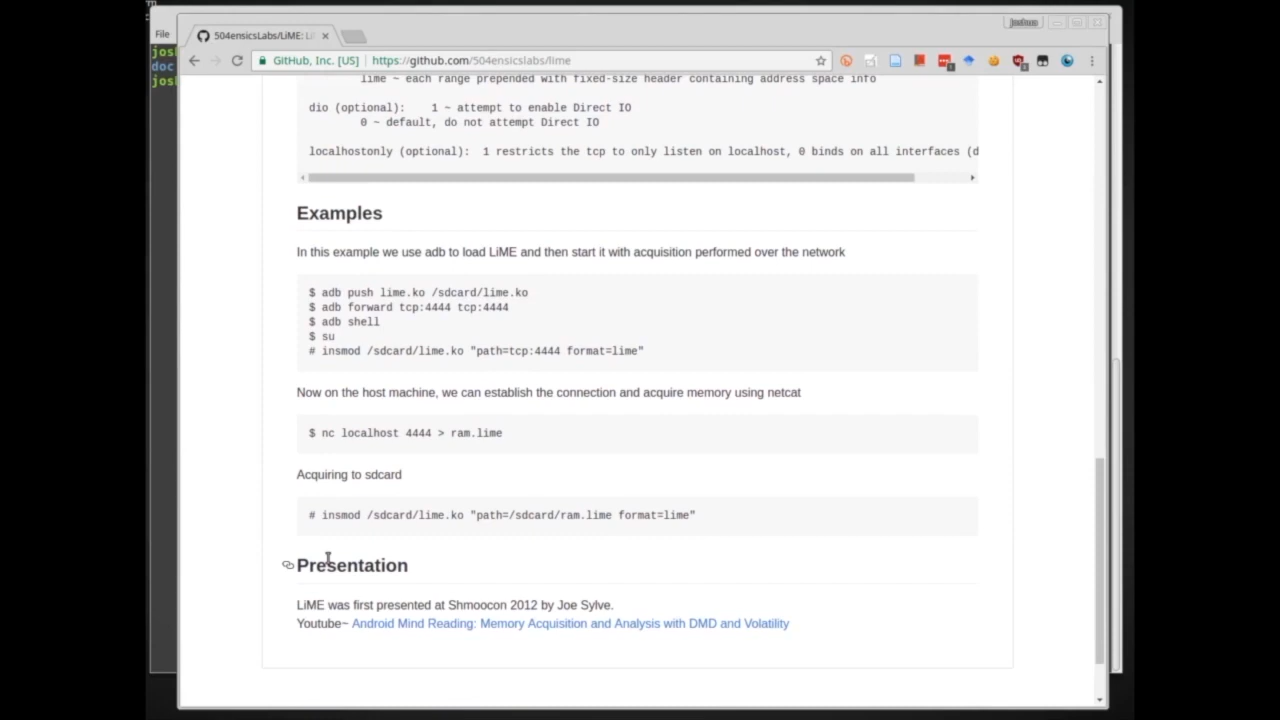 File
504ensicsLabs/LiME: Li
GitHub, Inc. [US]
https://github.com/504ensicslabs/lime
josh
doc
josh
lime ~ each range prepended with fixed-size header containing address space info
dio (optional): 1 ~ attempt to enable Direct IO
0 ~ default, do not attempt Direct IO
localhostonly (optional): 1 restricts the tcp to only listen on localhost, 0 binds on all interfaces (d
Examples
In this example we use adb to load LiME and then start it with acquisition performed over the network
$ adb push lime.ko /sdcard/lime.ko
$ adb forward tcp:4444 tcp:4444
$ adb shell
$ su
# insmod /sdcard/lime.ko "path=tcp:4444 format=lime"
Now on the host machine, we can establish the connection and acquire memory using netcat
$ nc localhost 4444 > ram.lime
Acquiring to sdcard
# insmod /sdcard/lime.ko "path=/sdcard/ram.lime format=lime"
Presentation
LiME was first presented at Shmoocon 2012 by Joe Sylve.
Youtube~ Android Mind Reading: Memory Acquisition and Analysis with DMD and Volatility